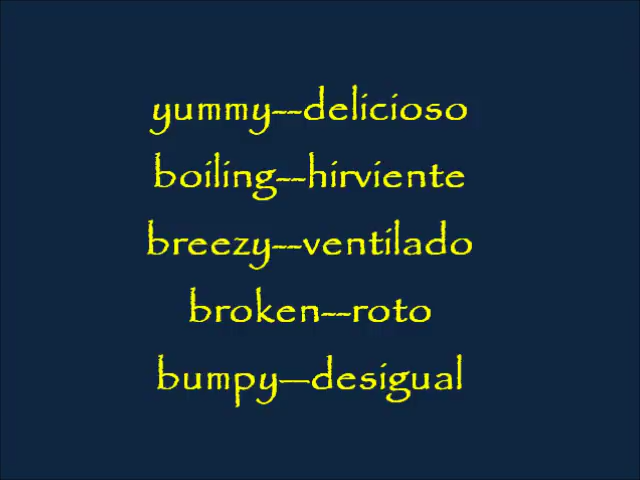 yummy--delicioso
boiling--hirviente
breezy--ventilado
broken--roto
bumpy—desigual